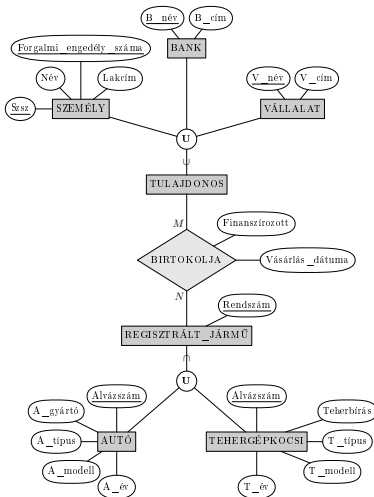 B_név B_cím
Forgalmi_engedély_száma
BANK
Név Lakcím
V_név V_cím
Szsz SZEMÉLY
VÁLLALAT
U
∪
TULAJDONOS
M
Finanszírozott
BIRTOKOLJA
Vásárlás_dátuma
N
Rendszám
REGISZTRÁLT_JÁRMŰ
∩
U
Alvázszám Alvázszám
A_gyártó Teherbírás
A_típus AUTÓ TEHERGÉPKOCSI T_típus
A_modell T_modell
A_év T_év